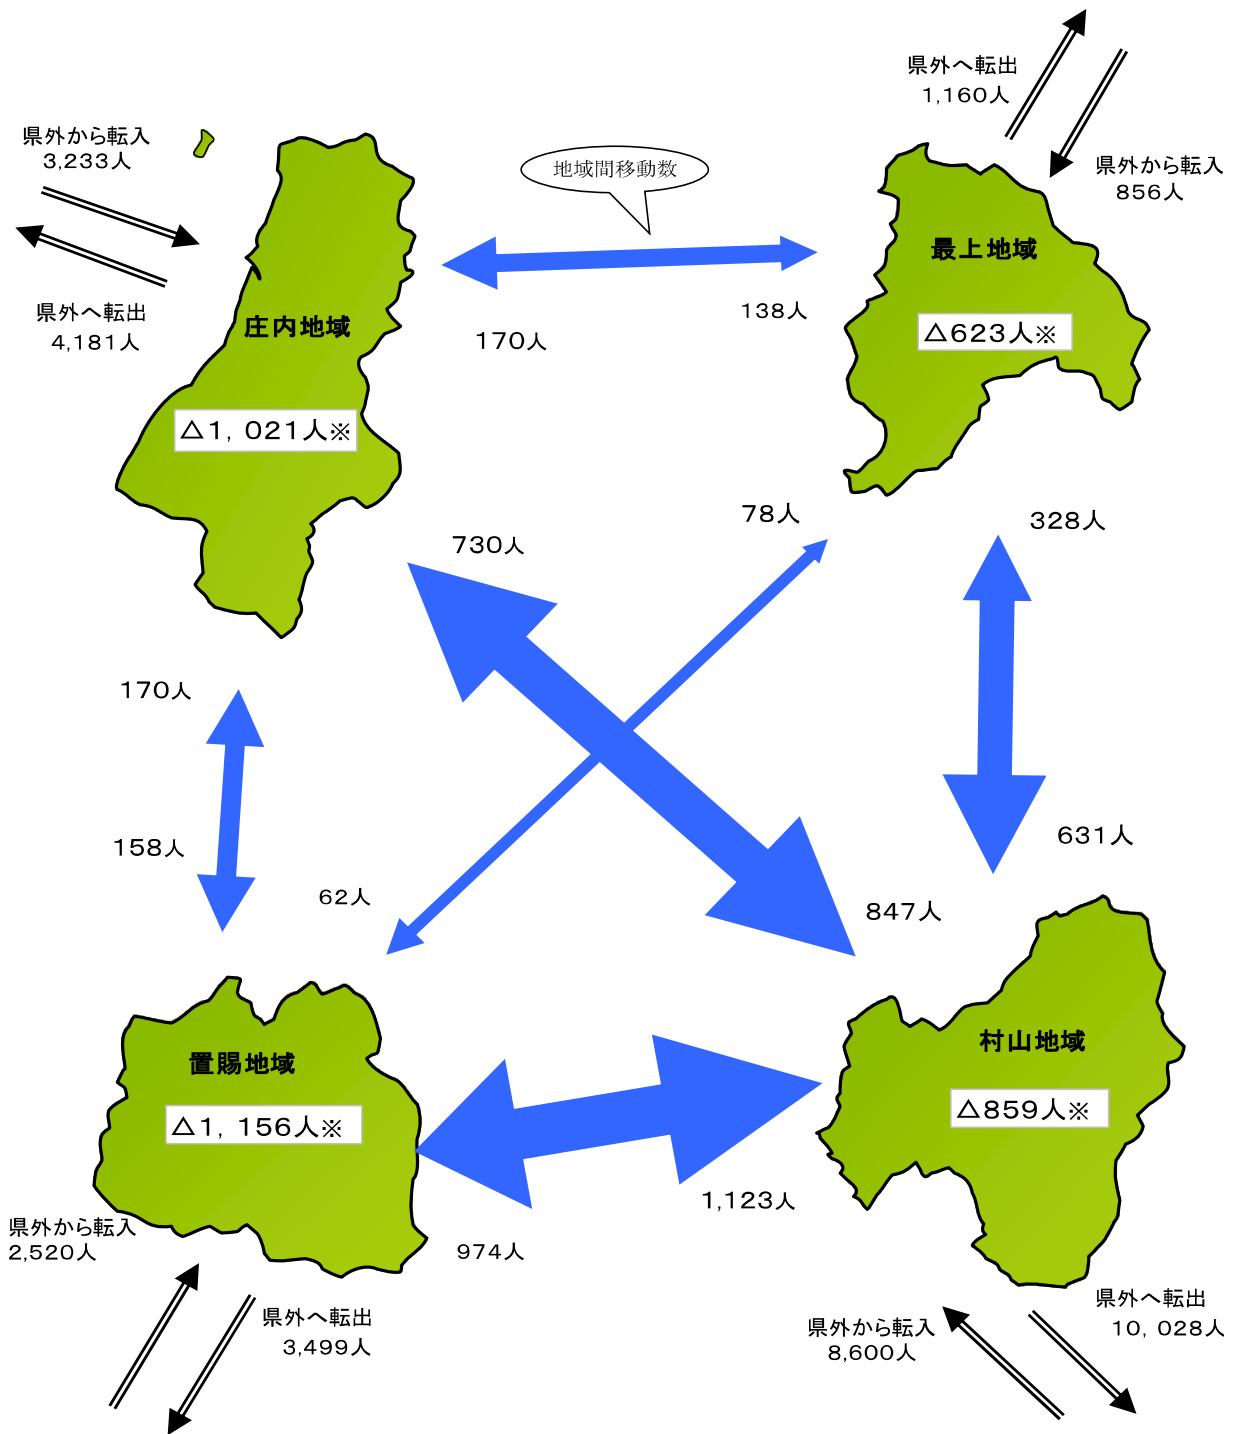 県外へ転出
1,160人
県外から転入
3,233人
地域間移動数
県外から転入
856人
最上地域
県外へ転出
4,181人
庄内地域
138人
170人
△623人※
△1, 021人※
78人
328人
730人
170人
158人
631人
62人
847人
村山地域
置賜地域
△859人※
△1, 156人※
1,123人
県外から転入
2,520人
974人
県外へ転出
3,499人
県外へ転出
10, 028人
県外から転入
8,600人